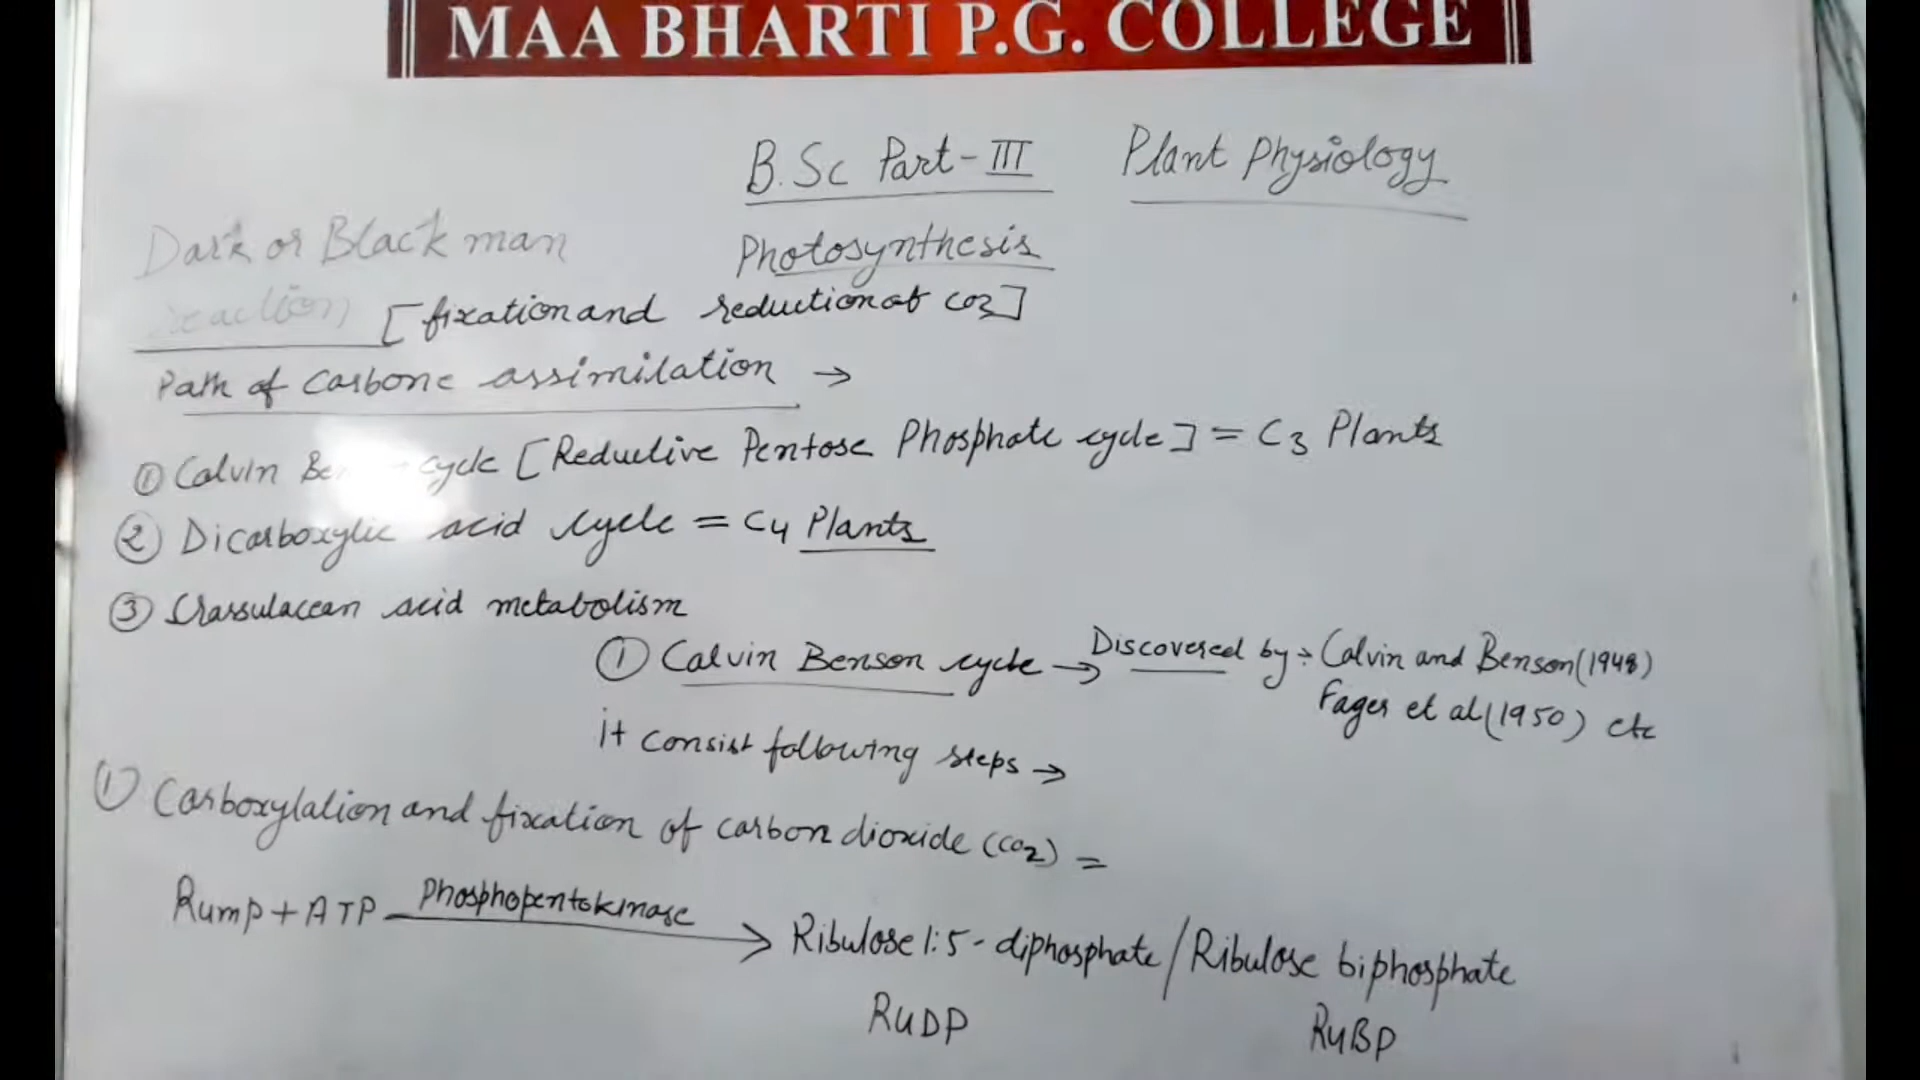 MAA BHARTI P.G. COLLEGE
B.Sc Part-III Plant Physiology
Dark or Blackman Photosynthesis
reaction [fixation and reduction of CO2]
Path of Carbone assimilation →
① Calvin cycle [Reductive Pentose Phosphate cycle] = C3 Plants
② Dicarboxylic acid cycle = C4 Plants
③ Crassulacean acid metabolism
① Calvin Benson cycle → Discovered by :- Calvin and Benson (1948)
Fager et al (1950) etc
it consist following steps →
① Carboxylation and fixation of carbon dioxide (CO2) =
Rump + ATP Phosphopentokinase → Ribulose 1:5-diphosphate / Ribulose biphosphate
RuDP RuBP